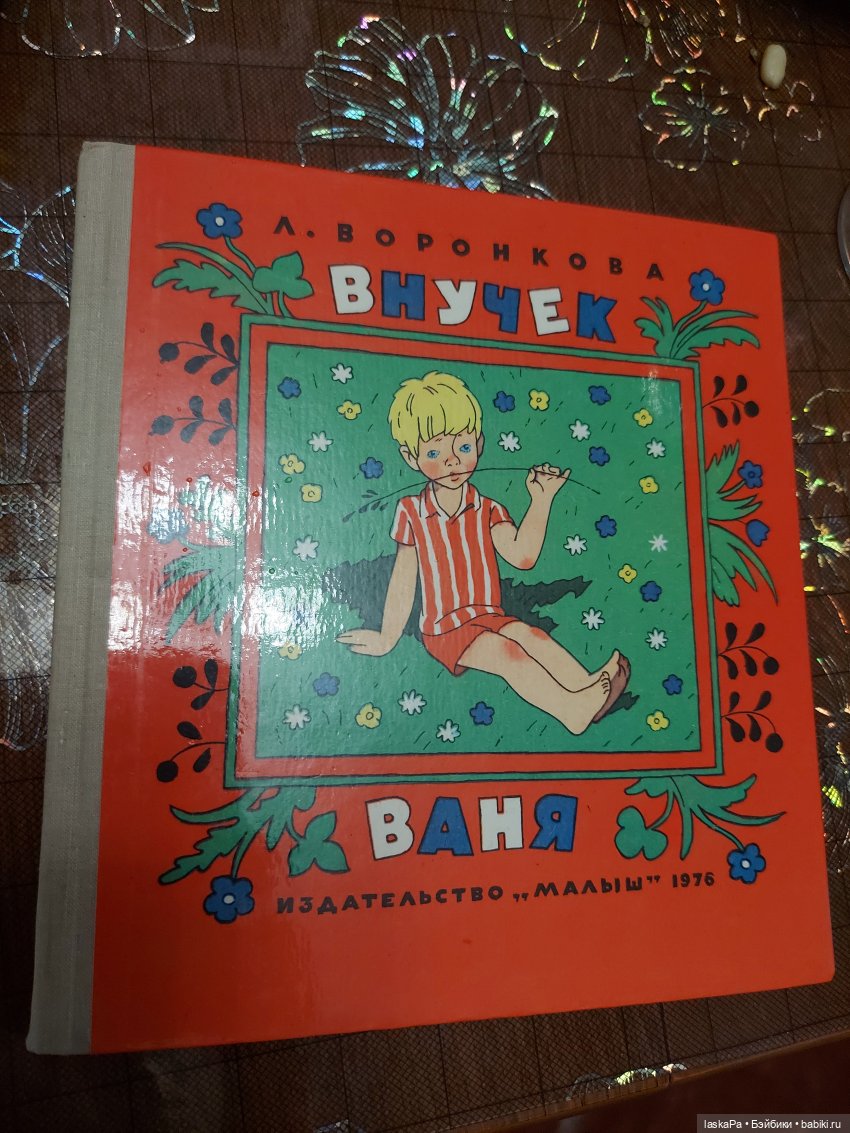 Л. ВОРОНКОВА
ВНУЧЕК
ВАНЯ
ИЗДАТЕЛЬСТВО „МАЛЫШ” 1976
laskaPa • Бэйбики • babiki.ru